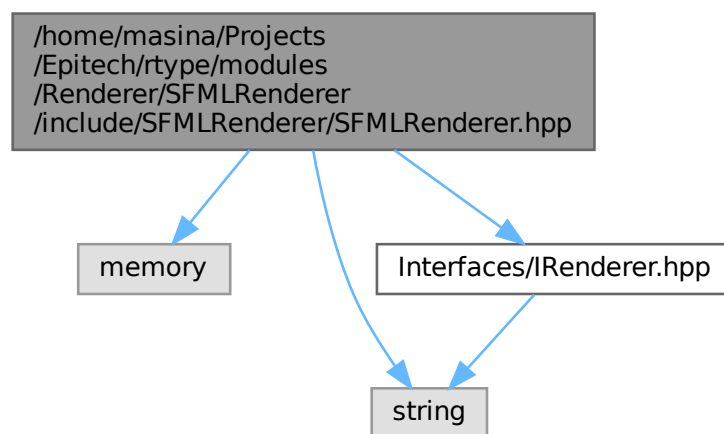 /home/masina/Projects
/Epitech/rtype/modules
/Renderer/SFMLRenderer
/include/SFMLRenderer/SFMLRenderer.hpp
memory
Interfaces/IRenderer.hpp
string